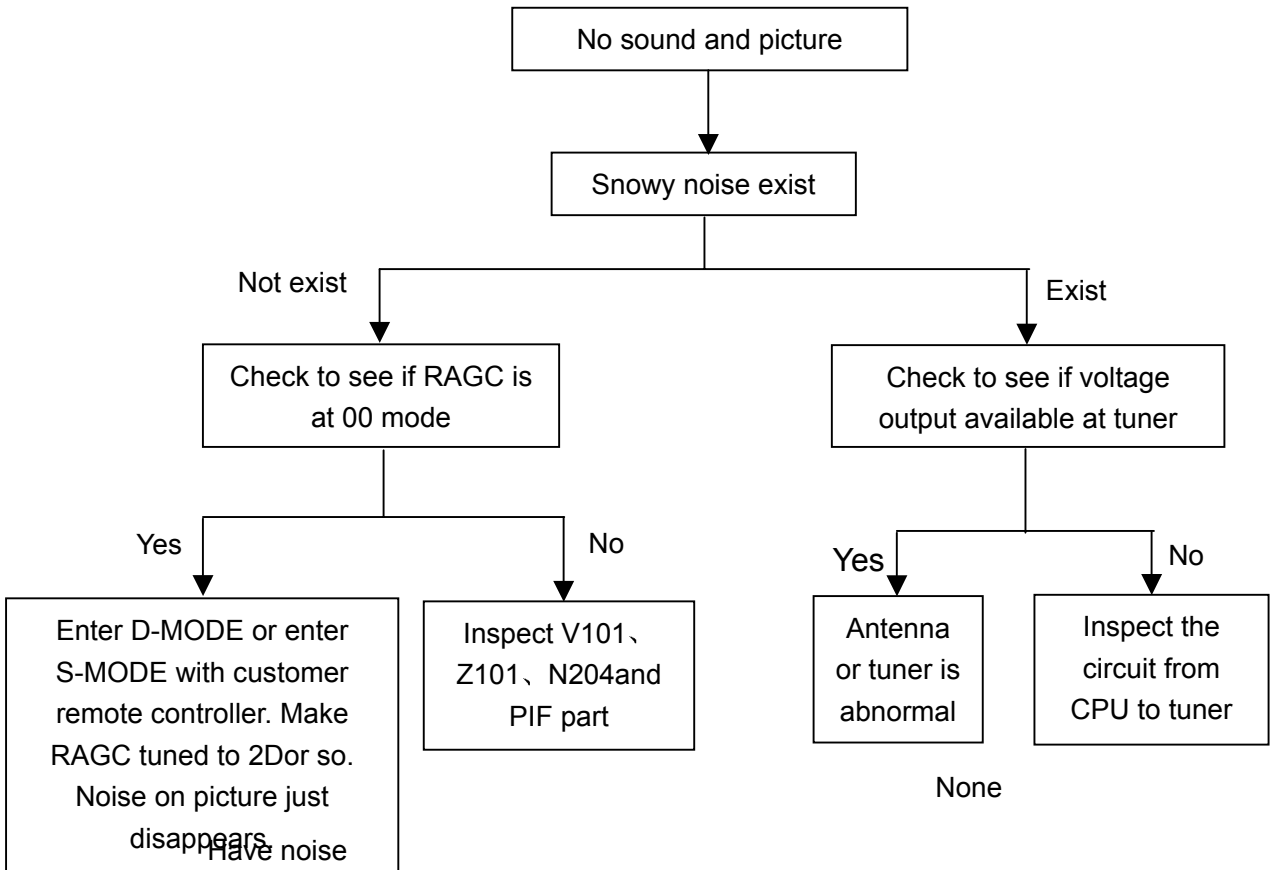 No sound and picture
Snowy noise exist
Not exist
Exist
Check to see if RAGC is
at 00 mode
Check to see if voltage
output available at tuner
Yes
No
Yes
No
Enter D-MODE or enter
S-MODE with customer
remote controller. Make
RAGC tuned to 2Dor so.
Noise on picture just
disappears.
Inspect V101、
Z101、N204and
PIF part
Antenna
or tuner is
abnormal
Inspect the
circuit from
CPU to tuner
None
Have noise